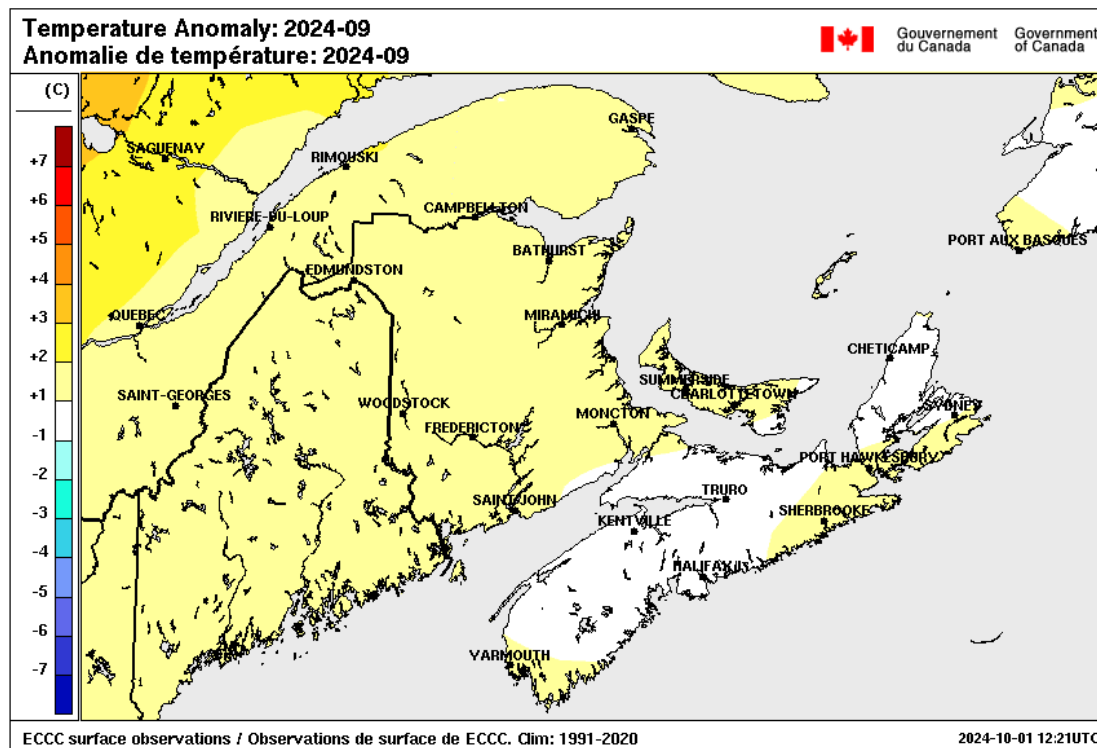 Temperature Anomaly: 2024-09
Anomalie de température: 2024-09
Gouvernement du Canada
Government of Canada
(C)
+7
+6
+5
+4
+3
+2
+1
-1
-2
-3
-4
-5
-6
-7
GASPE
SAGUENAY
RIMOUSKI
CAMPBELLTON
RIVIERE-DU-LOUP
BATHURST
PORT AUX BASQUES
EDMUNDSTON
QUEBEC
MIRAMICHI
CHETICAMP
SUMMERSIDE
SAINT-GEORGES
CHARLOTTETOWN
WOODSTOCK
MONCTON
SYDNEY
FREDERICTON
PORT HAWKESBURY
TRURO
SAINT JOHN
SHERBROOKE
KENTVILLE
YARMOUTH
ECCC surface observations / Observations de surface de ECCC. Clim: 1991-2020
2024-10-01 12:21UTC